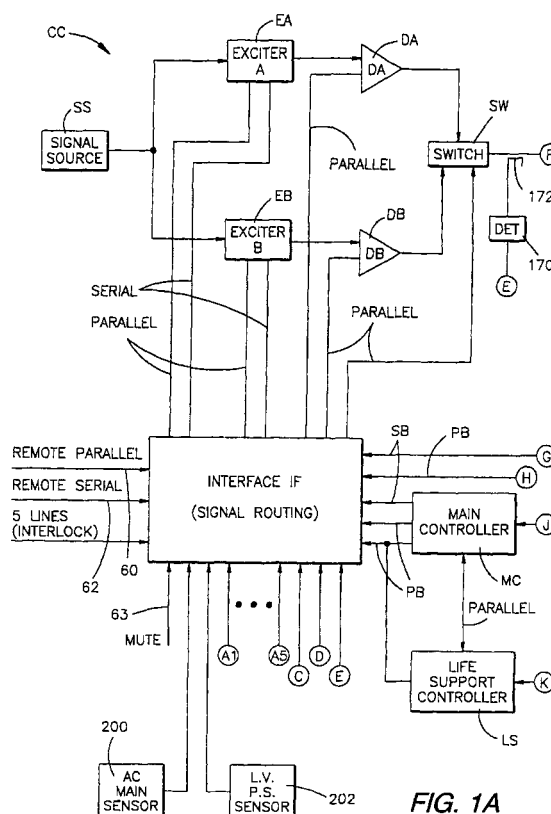 CC
EA
EXCITER
A
DA
DA
SS
SIGNAL
SOURCE
SW
SWITCH
F
172
PARALLEL
EB
EXCITER
B
DB
DB
DET
170
E
SERIAL
PARALLEL
PARALLEL
REMOTE PARALLEL
REMOTE SERIAL
5 LINES
(INTERLOCK)
60
62
63
MUTE
INTERFACE IF
(SIGNAL ROUTING)
SB
PB
G
H
MAIN
CONTROLLER
J
MC
PB
PARALLEL
A1
A5
C
D
E
LIFE
SUPPORT
CONTROLLER
K
LS
200
AC
MAIN
SENSOR
L.V.
P.S.
SENSOR
202
FIG. 1A